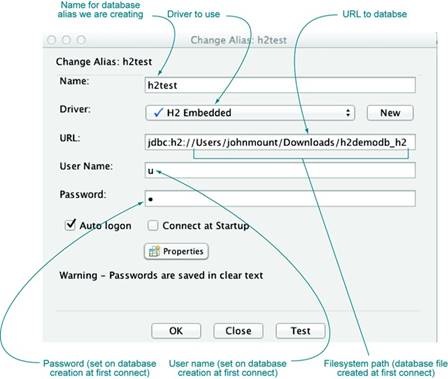 Name for database
alias we are creating
Driver to use
URL to databse
Change Alias: h2test
Change Alias: h2test
Name:
h2test
Driver:
✓ H2 Embedded
New
URL:
jdbc:h2://Users/johnmount/Downloads/h2demodb_h2
User Name:
u
Password:
•
Auto logon
Connect at Startup
Properties
Warning – Passwords are saved in clear text
OK
Close
Test
Password (set on database
creation at first connect)
User name (set on database
creation at first connect)
Filesystem path (database file
created at first connect)